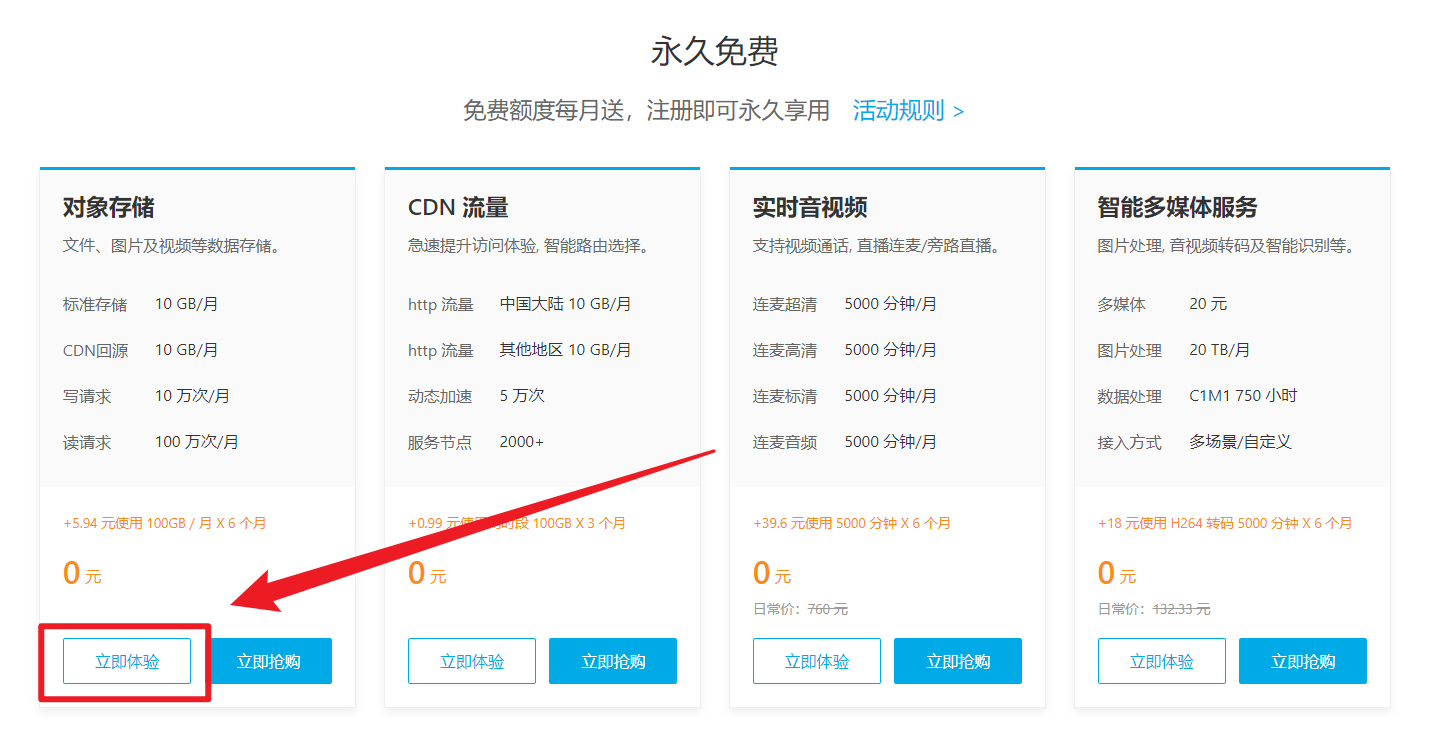 永久免费
免费额度每月送，注册即可永久享用 活动规则 >
对象存储
文件、图片及视频等数据存储。
标准存储 10 GB/月
CDN回源 10 GB/月
写请求 10 万次/月
读请求 100 万次/月
+5.94 元使用 100GB / 月 X 6 个月
0 元
立即体验 立即抢购
CDN 流量
急速提升访问体验, 智能路由选择。
http 流量 中国大陆 10 GB/月
http 流量 其他地区 10 GB/月
动态加速 5 万次
服务节点 2000+
+0.99 元使用 时段 100GB X 3 个月
0 元
立即体验 立即抢购
实时音视频
支持视频通话, 直播连麦/旁路直播。
连麦超清 5000 分钟/月
连麦高清 5000 分钟/月
连麦标清 5000 分钟/月
连麦音频 5000 分钟/月
+39.6 元使用 5000 分钟 X 6 个月
0 元
日常价：760 元
立即体验 立即抢购
智能多媒体服务
图片处理, 音视频转码及智能识别等。
多媒体 20 元
图片处理 20 TB/月
数据处理 C1M1 750 小时
接入方式 多场景/自定义
+18 元使用 H264 转码 5000 分钟 X 6 个月
0 元
日常价：132.33 元
立即体验 立即抢购